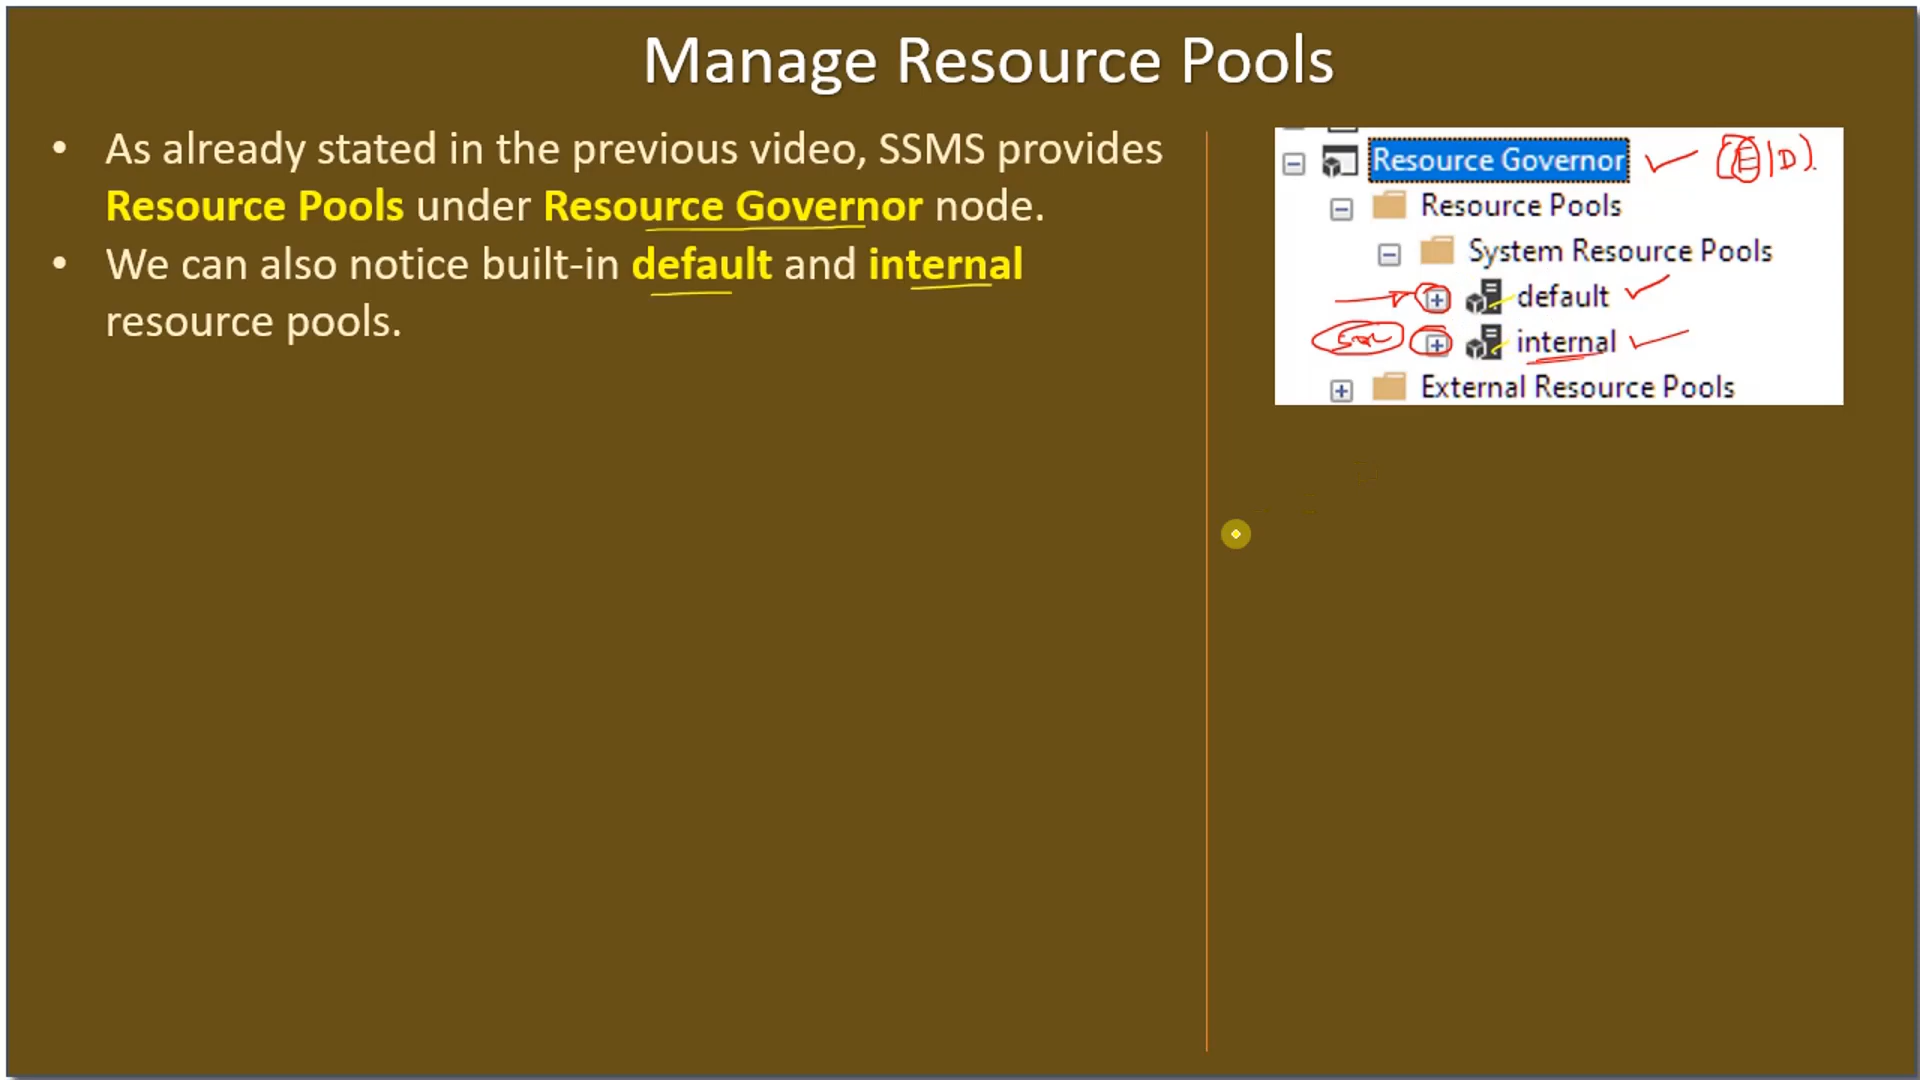 Manage Resource Pools
• As already stated in the previous video, SSMS provides
Resource Pools under Resource Governor node.
• We can also notice built-in default and internal
resource pools.
Resource Governor (E|D).
Resource Pools
System Resource Pools
default
SQL internal
External Resource Pools